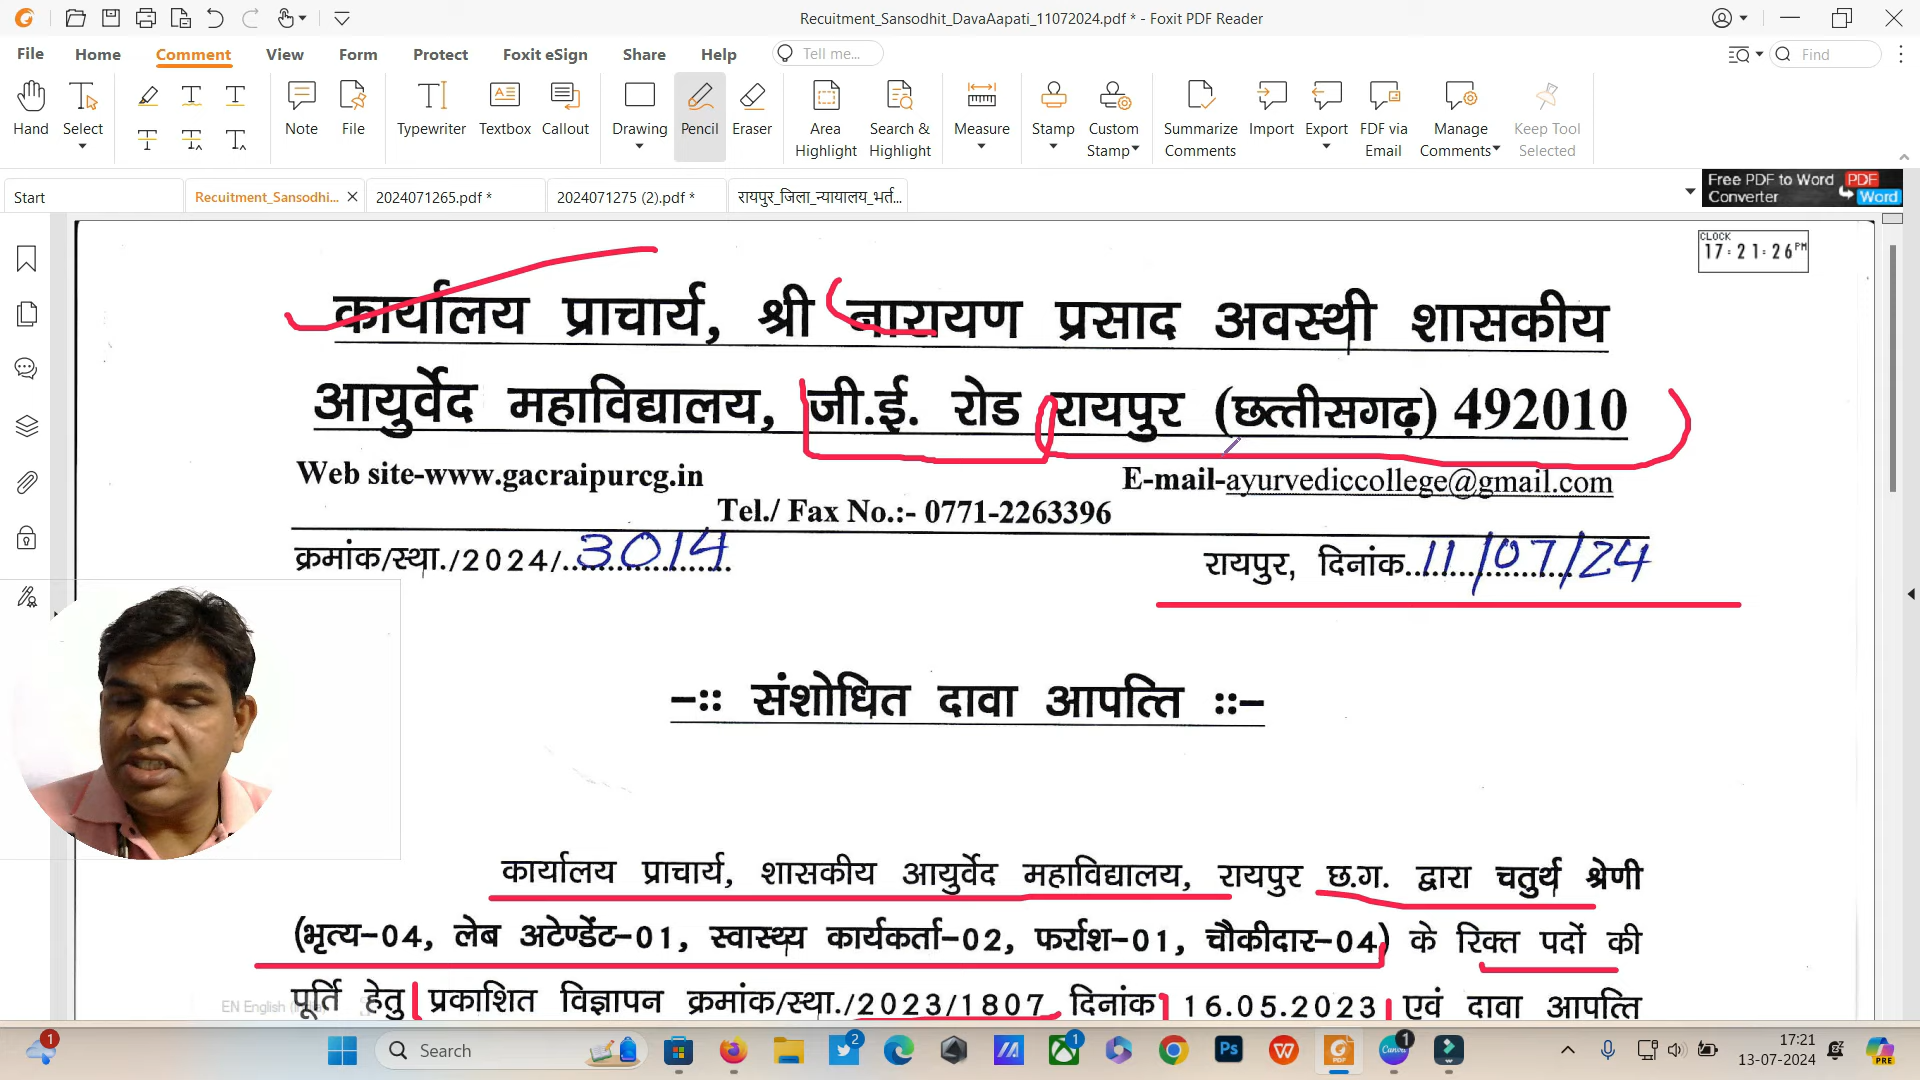 Recuitment_Sansodhit_DavaAapati_11072024.pdf * - Foxit PDF Reader
File Home Comment View Form Protect Foxit eSign Share Help Tell me... Find
Hand Select Note File Typewriter Textbox Callout Drawing Pencil Eraser Area Highlight Search & Highlight Measure Stamp Custom Stamp Summarize Comments Import Export FDF via Email Manage Comments Keep Tool Selected
Start Recuitment_Sansodhi... 2024071265.pdf * 2024071275 (2).pdf * रायपुर_जिला_न्यायालय_भर्त...
Free PDF to Word Converter PDF Word
CLOCK
17:21:26PM
कार्यालय प्राचार्य, श्री नारायण प्रसाद अवस्थी शासकीय
आयुर्वेद महाविद्यालय, जी.ई. रोड रायपुर (छत्तीसगढ़) 492010
Web site-www.gacraipurcg.in E-mail-ayurvediccollege@gmail.com
Tel./ Fax No.:- 0771-2263396
क्रमांक/स्था./2024/..3014.. रायपुर, दिनांक..11/07/24
-:: संशोधित दावा आपत्ति ::-
कार्यालय प्राचार्य, शासकीय आयुर्वेद महाविद्यालय, रायपुर छ.ग. द्वारा चतुर्थ श्रेणी
(भृत्य-04, लेब अटेण्डेंट-01, स्वास्थ्य कार्यकर्ता-02, फर्राश-01, चौकीदार-04) के रिक्त पदों की
पूर्ति हेतु प्रकाशित विज्ञापन क्रमांक/स्था./2023/1807 दिनांक 16.05.2023 एवं दावा आपत्ति
EN English (India)
Search
17:21
13-07-2024